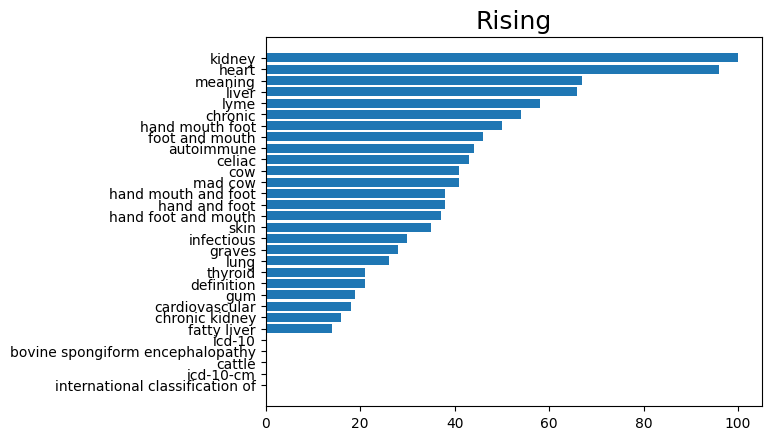 Rising
kidney
heart
meaning
liver
lyme
chronic
hand mouth foot
foot and mouth
autoimmune
celiac
cow
mad cow
hand mouth and foot
hand and foot
hand foot and mouth
skin
infectious
graves
lung
thyroid
definition
gum
cardiovascular
chronic kidney
fatty liver
icd-10
bovine spongiform encephalopathy
cattle
icd-10-cm
international classification of
0 20 40 60 80 100